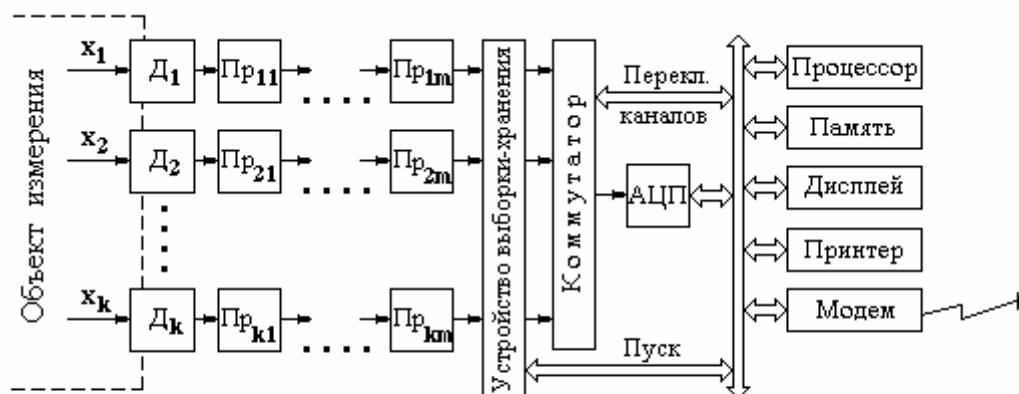 Объект измерения
x1
Д1
Пр11
Пр1m
x2
Д2
Пр21
Пр2m
xk
Дk
Прk1
Прkm
Устройство выборки-хранения
Коммутатор
Перекл.
каналов
АЦП
Пуск
Процессор
Память
Дисплей
Принтер
Модем